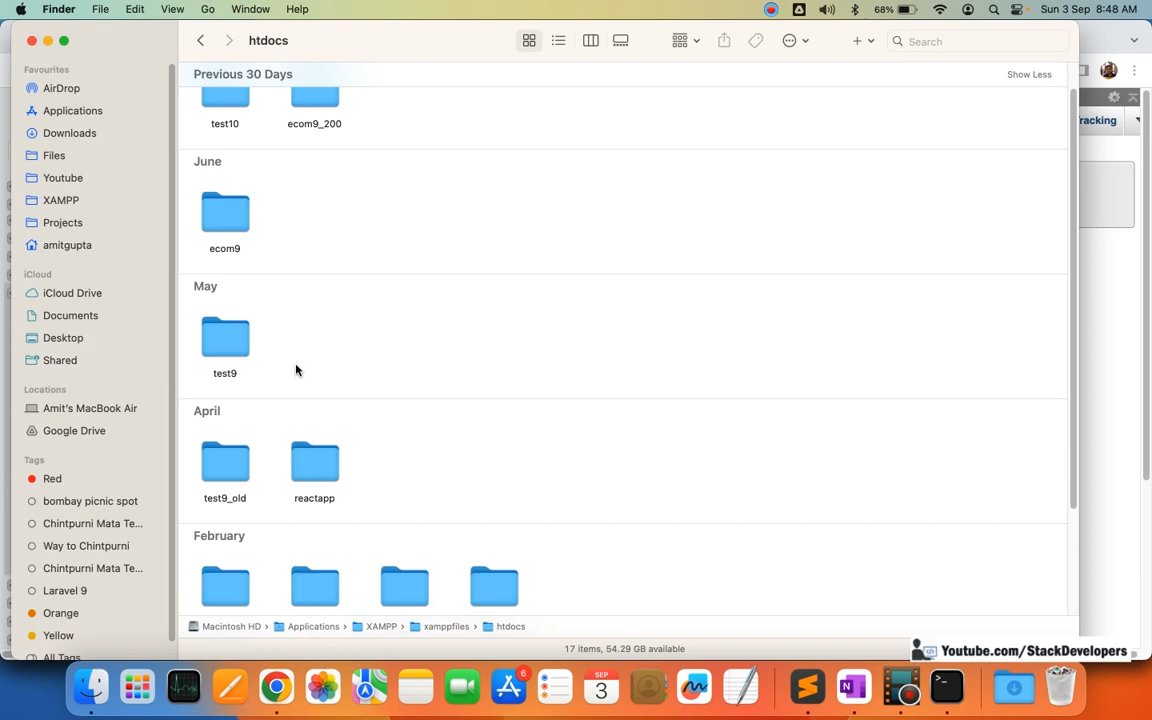 Finder File Edit View Go Window Help 68% Sun 3 Sep 8:48 AM
htdocs Search
Favourites
AirDrop
Applications
Downloads
Files
Youtube
XAMPP
Projects
amitgupta
iCloud
iCloud Drive
Documents
Desktop
Shared
Locations
Amit's MacBook Air
Google Drive
Tags
Red
bombay picnic spot
Chintpurni Mata Te...
Way to Chintpurni
Chintpurni Mata Te...
Laravel 9
Orange
Yellow
All Tags
Previous 30 Days Show Less
test10 ecom9_200
June
ecom9
May
test9
April
test9_old reactapp
February
Macintosh HD › Applications › XAMPP › xamppfiles › htdocs
17 items, 54.29 GB available
Tracking
Youtube.com/StackDevelopers
6
SEP
3